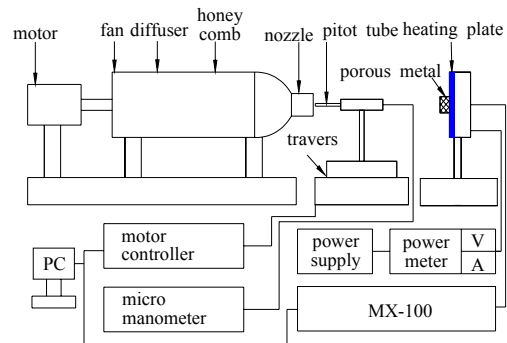 motor
fan
diffuser
honey
comb
nozzle
pitot tube
heating plate
porous metal
travers
PC
motor
controller
micro
manometer
power
supply
power
meter
V
A
MX-100